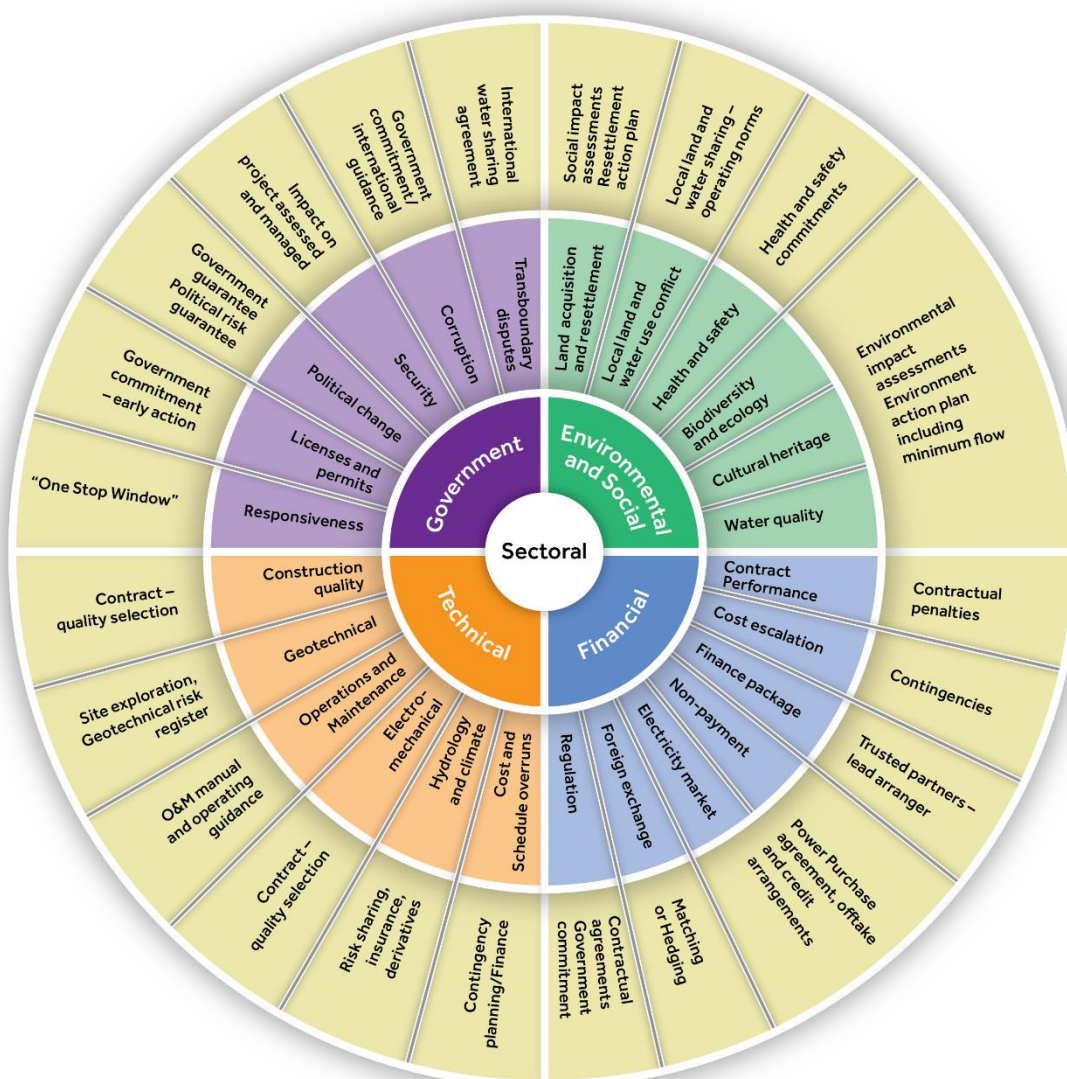 Sectoral
Government
Environmental
and Social
Financial
Technical
Transboundary
disputes
International
water sharing
agreement
Corruption
Government
commitment/
international
guidance
Security
Impact on
project assessed
and managed
Political change
Government
guarantee
Political risk
guarantee
Licenses and
permits
Government
commitment
– early action
Responsiveness
“One Stop Window”
Land acquisition
and resettlement
Social impact
assessments
Resettlement
action plan
Local land and
water use conflict
Local land and
water sharing –
operating norms
Health and safety
Health and safety
commitments
Biodiversity
and ecology
Cultural heritage
Water quality
Environmental
impact
assessments
Environment
action plan
including
minimum flow
Contract
Performance
Contractual
penalties
Cost escalation
Contingencies
Finance package
Trusted partners –
lead arranger
Non-payment
Electricity market
Power Purchase
agreement, offtake
and credit
arrangements
Foreign exchange
Matching
or Hedging
Regulation
Contractual
agreements
Government
commitment
Cost and
Schedule overruns
Contingency
planning/Finance
Hydrology
and climate
Risk sharing,
insurance,
derivatives
Electro-
mechanical
Contract –
quality selection
Operations and
Maintenance
O&M manual
and operating
guidance
Geotechnical
Site exploration,
Geotechnical risk
register
Construction
quality
Contract –
quality selection